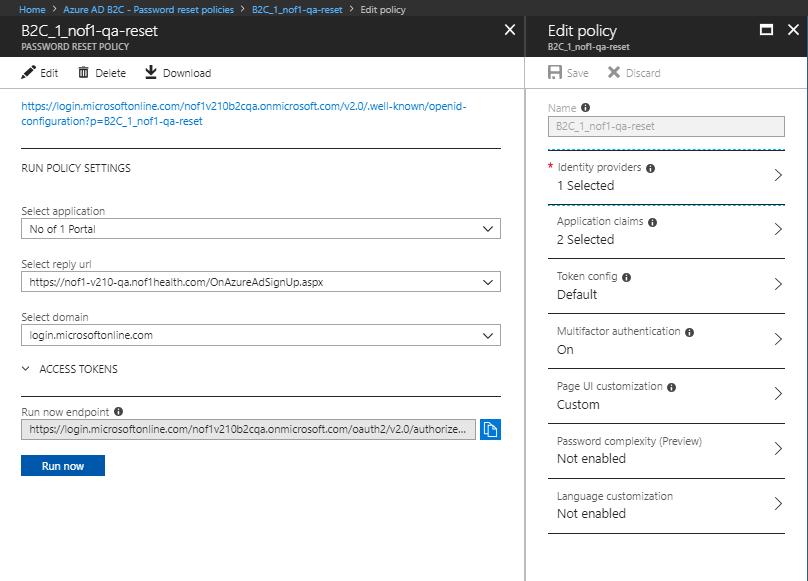 Home > Azure AD B2C - Password reset policies > B2C_1_nof1-qa-reset > Edit policy
B2C_1_nof1-qa-reset
PASSWORD RESET POLICY
Edit Delete Download
https://login.microsoftonline.com/nof1v210b2cqa.onmicrosoft.com/v2.0/.well-known/openid-
configuration?p=B2C_1_nof1-qa-reset
RUN POLICY SETTINGS
Select application
No of 1 Portal
Select reply url
https://nof1-v210-qa.nof1health.com/OnAzureAdSignUp.aspx
Select domain
login.microsoftonline.com
ACCESS TOKENS
Run now endpoint
https://login.microsoftonline.com/nof1v210b2cqa.onmicrosoft.com/oauth2/v2.0/authorize...
Run now
Edit policy
B2C_1_nof1-qa-reset
Save Discard
Name
B2C_1_nof1-qa-reset
* Identity providers
1 Selected
Application claims
2 Selected
Token config
Default
Multifactor authentication
On
Page UI customization
Custom
Password complexity (Preview)
Not enabled
Language customization
Not enabled